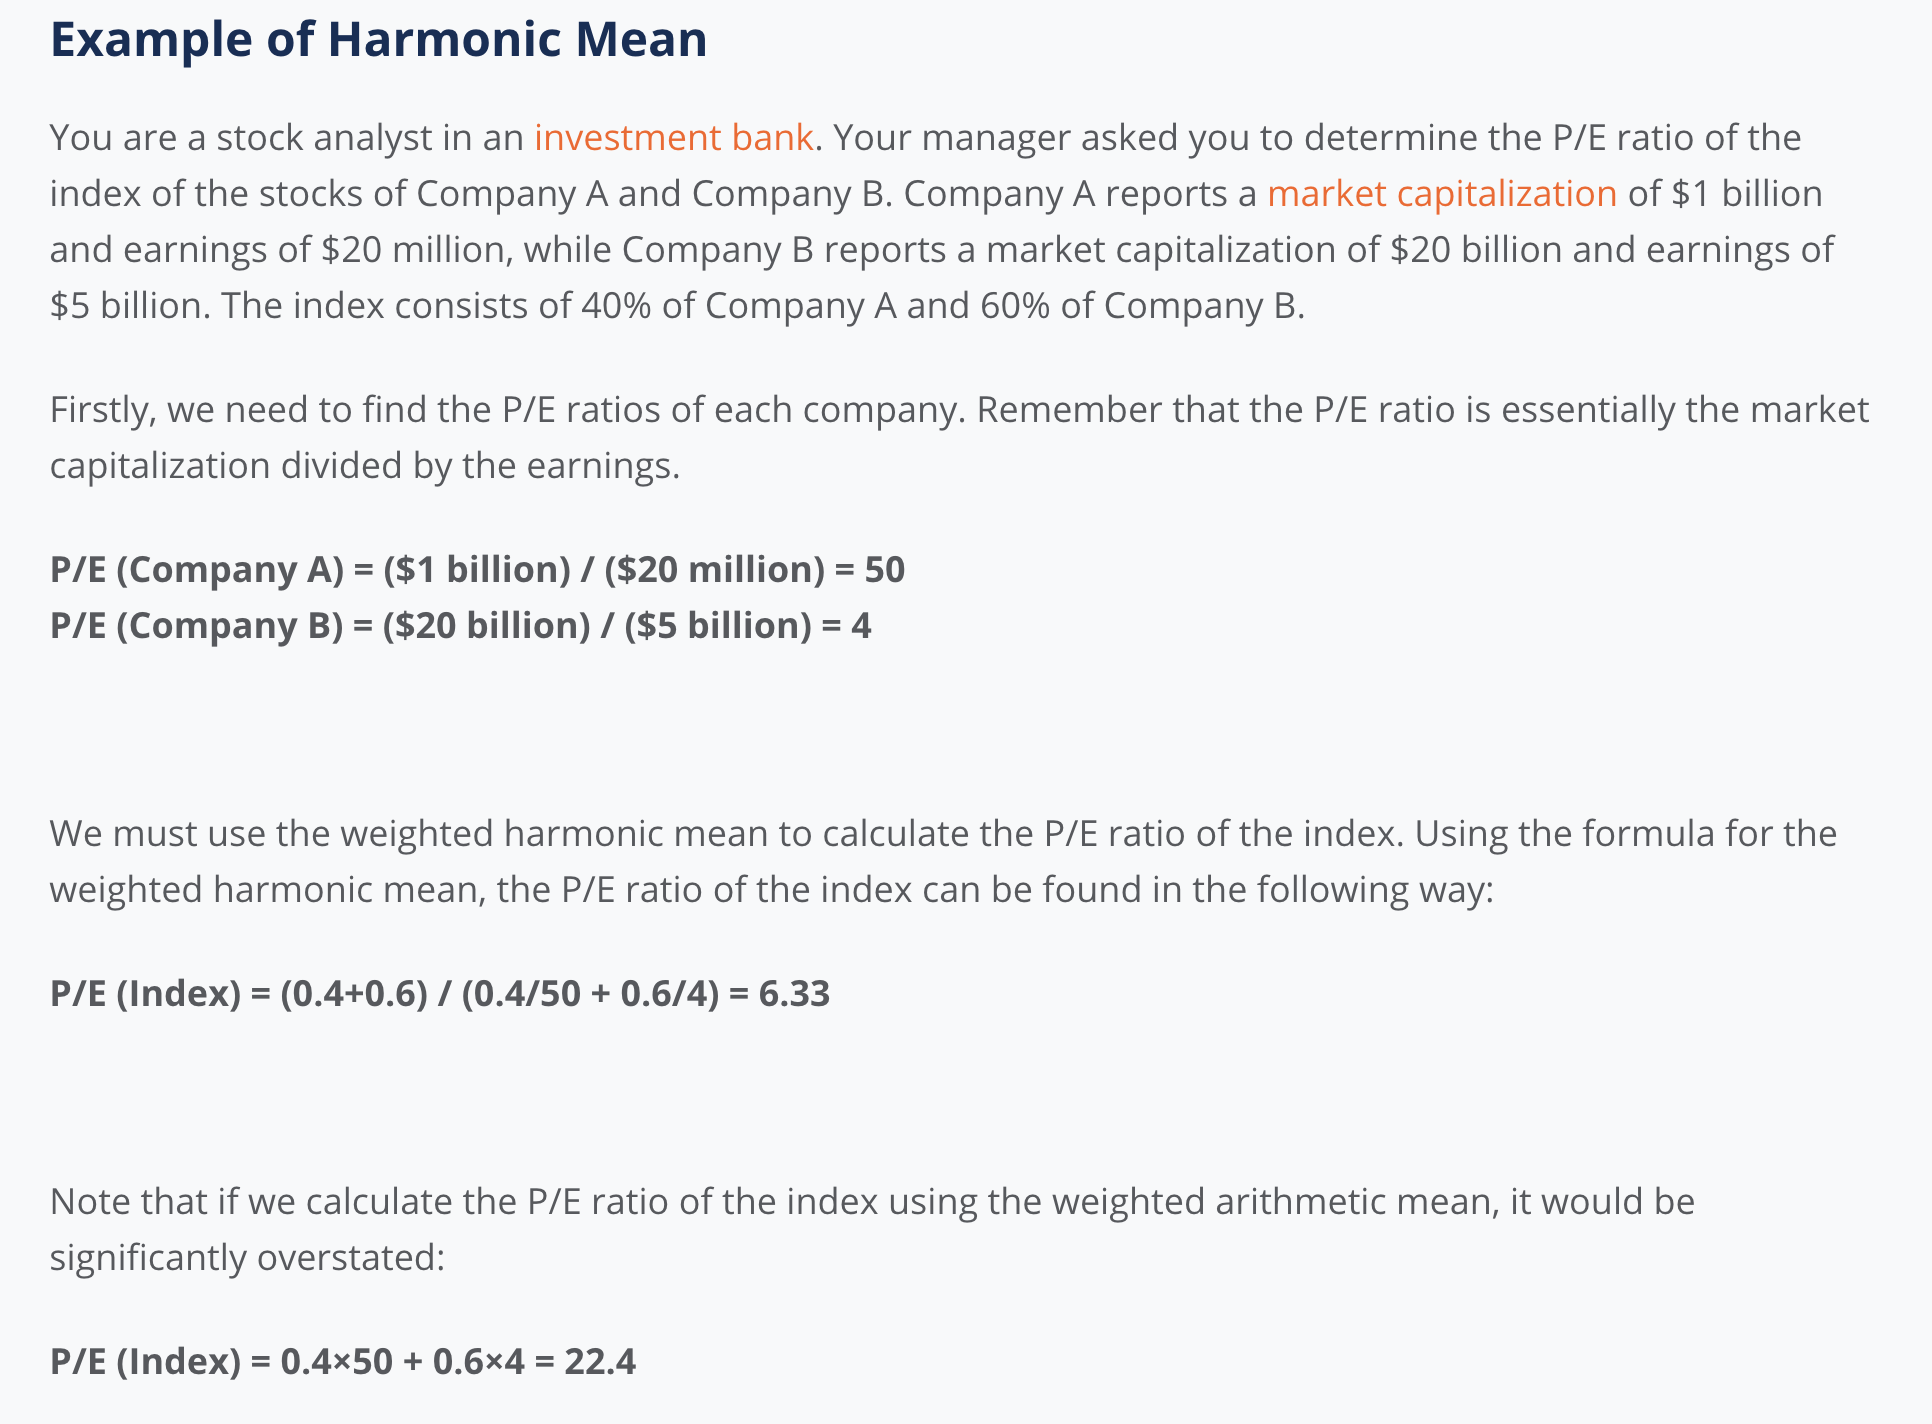 Example of Harmonic Mean
You are a stock analyst in an investment bank. Your manager asked you to determine the P/E ratio of the
index of the stocks of Company A and Company B. Company A reports a market capitalization of $1 billion
and earnings of $20 million, while Company B reports a market capitalization of $20 billion and earnings of
$5 billion. The index consists of 40% of Company A and 60% of Company B.
Firstly, we need to find the P/E ratios of each company. Remember that the P/E ratio is essentially the market
capitalization divided by the earnings.
P/E (Company A) = ($1 billion) / ($20 million) = 50
P/E (Company B) = ($20 billion) / ($5 billion) = 4
We must use the weighted harmonic mean to calculate the P/E ratio of the index. Using the formula for the
weighted harmonic mean, the P/E ratio of the index can be found in the following way:
P/E (Index) = (0.4+0.6) / (0.4/50 + 0.6/4) = 6.33
Note that if we calculate the P/E ratio of the index using the weighted arithmetic mean, it would be
significantly overstated:
P/E (Index) = 0.4×50 + 0.6×4 = 22.4